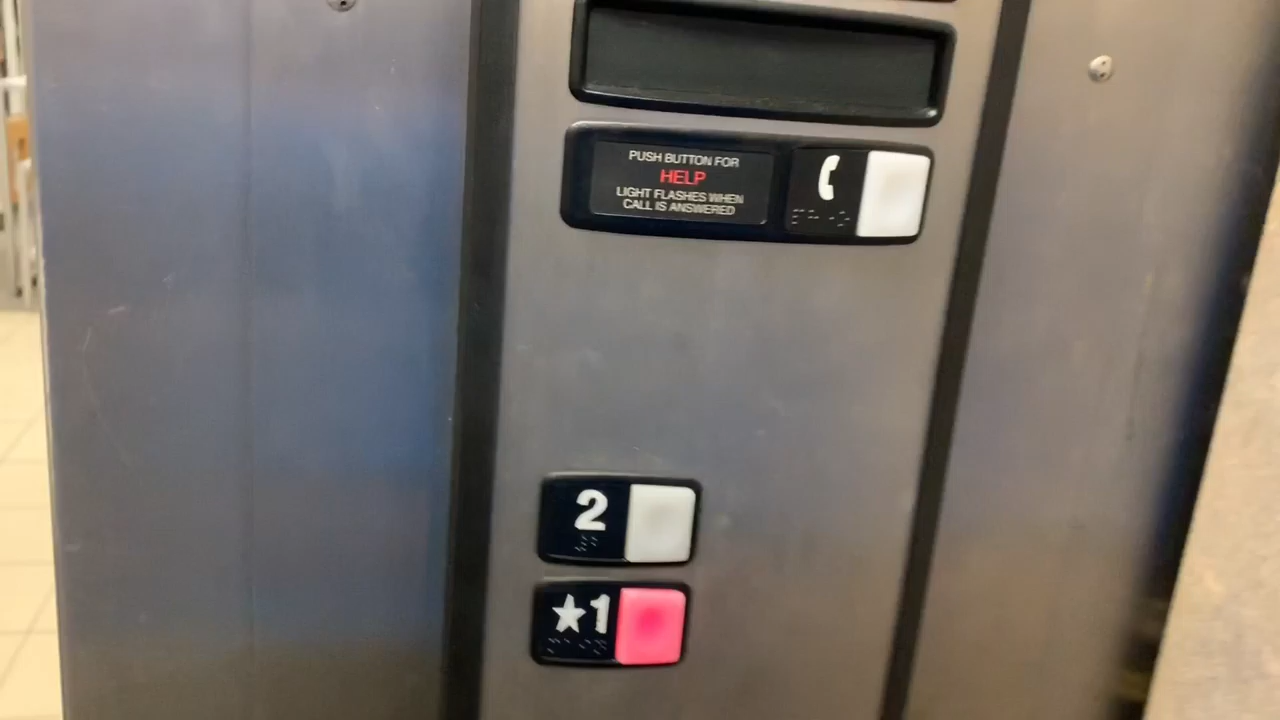 PUSH BUTTON FOR
HELP
LIGHT FLASHES WHEN
CALL IS ANSWERED
2
★1